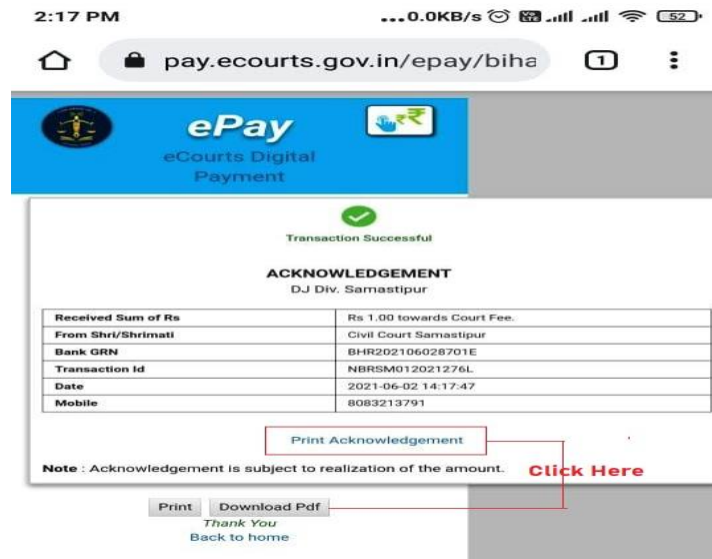 2:17 PM ...0.0KB/s 52
pay.ecourts.gov.in/epay/biha 1
ePay
eCourts Digital
Payment
Transaction Successful
ACKNOWLEDGEMENT
DJ Div. Samastipur
Received Sum of Rs Rs 1.00 towards Court Fee.
From Shri/Shrimati Civil Court Samastipur
Bank GRN BHR202106028701E
Transaction Id NBRSM012021276L
Date 2021-06-02 14:17:47
Mobile 8083213791
Print Acknowledgement
Note : Acknowledgement is subject to realization of the amount. Click Here
Print Download Pdf
Thank You
Back to home